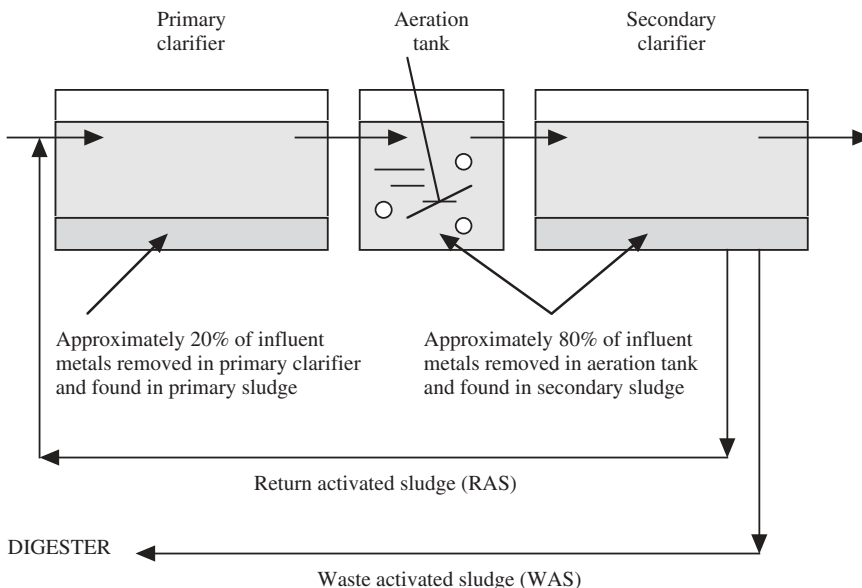 Primary
clarifier
Aeration
tank
Secondary
clarifier
Approximately 20% of influent
metals removed in primary clarifier
and found in primary sludge
Approximately 80% of influent
metals removed in aeration tank
and found in secondary sludge
Return activated sludge (RAS)
DIGESTER
Waste activated sludge (WAS)